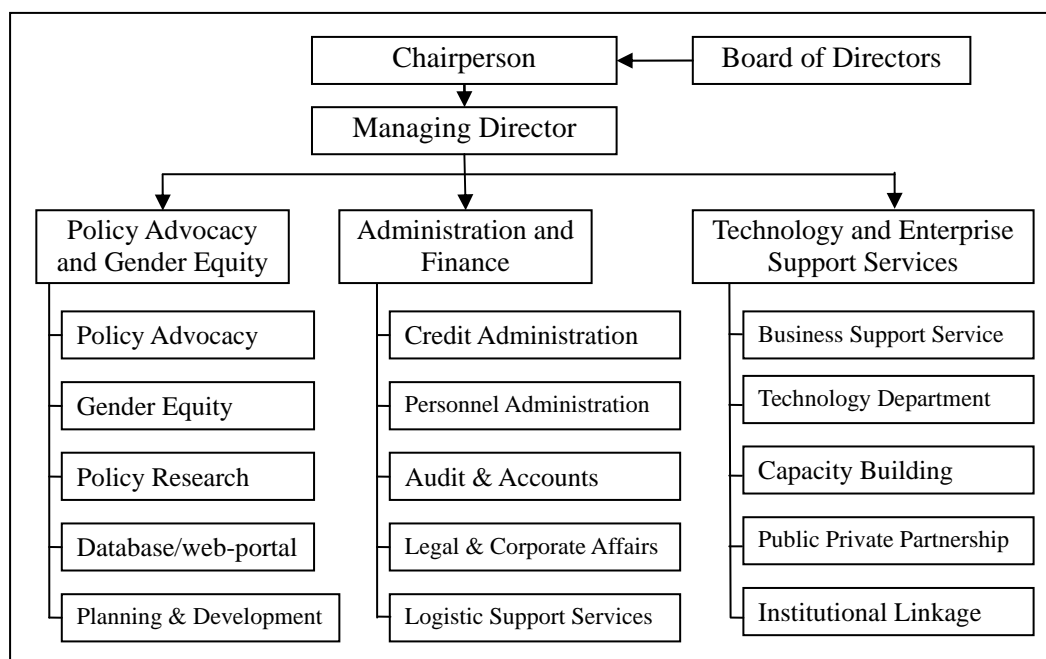 Chairperson
Board of Directors
Managing Director
Policy Advocacy
and Gender Equity
Policy Advocacy
Gender Equity
Policy Research
Database/web-portal
Planning & Development
Administration and
Finance
Credit Administration
Personnel Administration
Audit & Accounts
Legal & Corporate Affairs
Logistic Support Services
Technology and Enterprise
Support Services
Business Support Service
Technology Department
Capacity Building
Public Private Partnership
Institutional Linkage